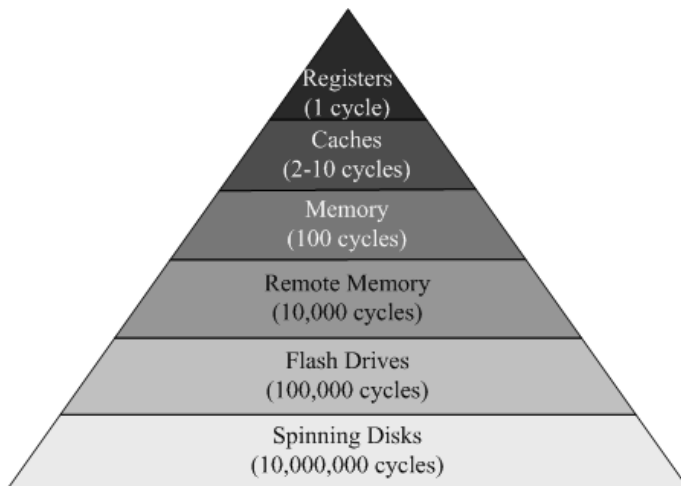 Registers
(1 cycle)
Caches
(2-10 cycles)
Memory
(100 cycles)
Remote Memory
(10,000 cycles)
Flash Drives
(100,000 cycles)
Spinning Disks
(10,000,000 cycles)